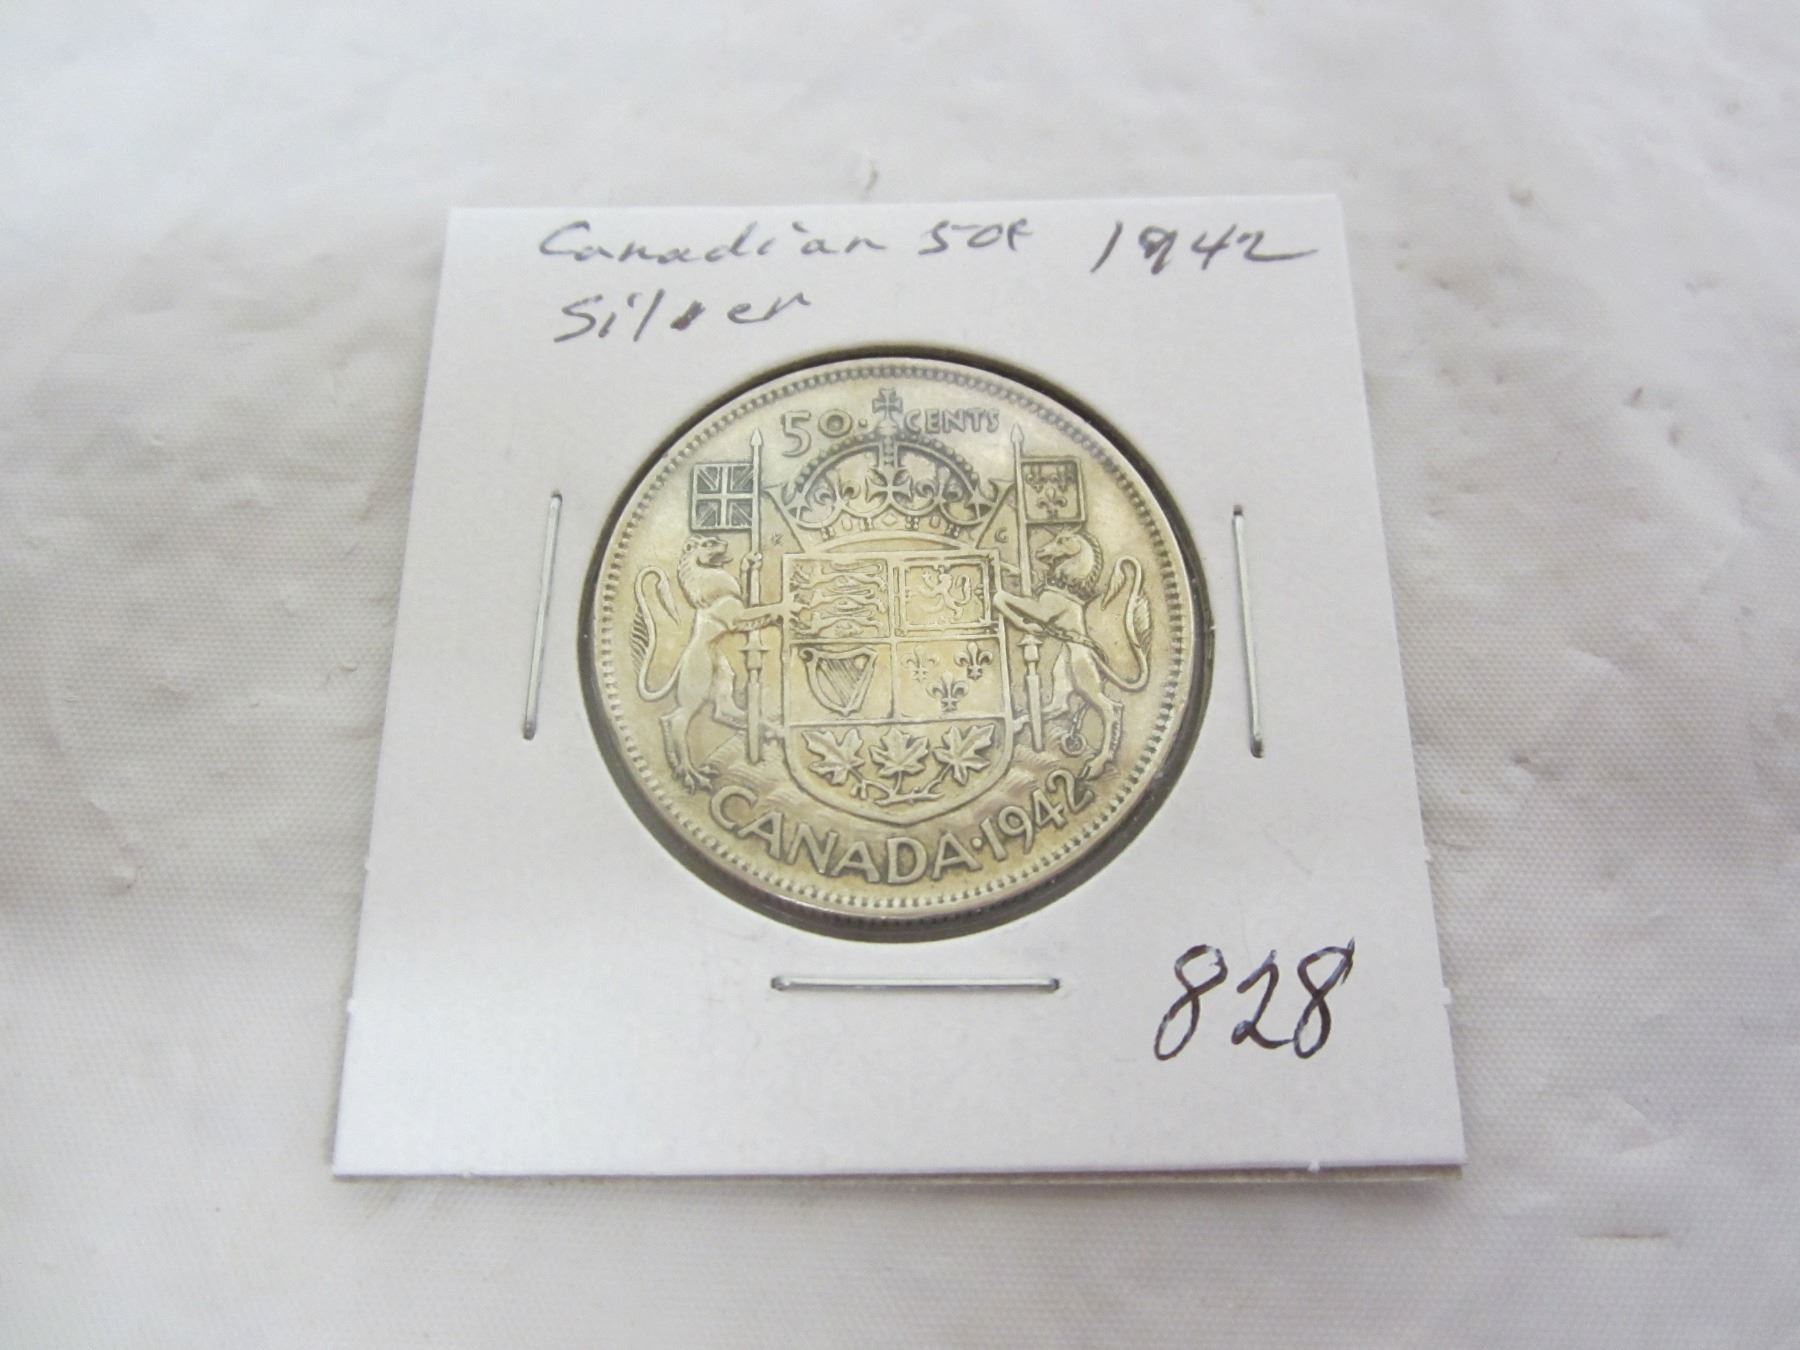 Canadian 50¢ 1942
Silver
50 · CENTS
K G
CANADA · 1942
828